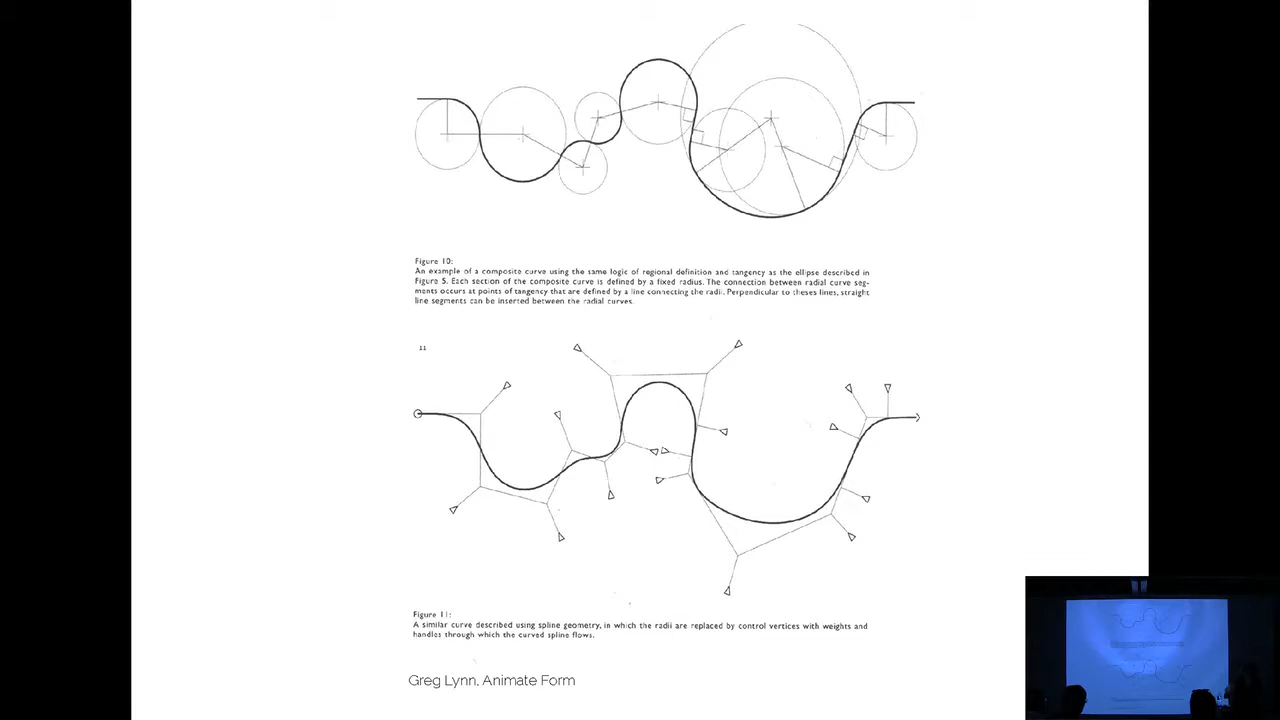 Figure 10:
An example of a composite curve using the same logic of regional definition and tangency as the ellipse described in
Figure 5. Each section of the composite curve is defined by a fixed radius. The connection between radial curve seg-
ments occurs at points of tangency that are defined by a line connecting the radii. Perpendicular to theses lines, straight
line segments can be inserted between the radial curves.
11
Figure 11:
A similar curve described using spline geometry, in which the radii are replaced by control vertices with weights and
handles through which the curved spline flows.
Greg Lynn, Animate Form